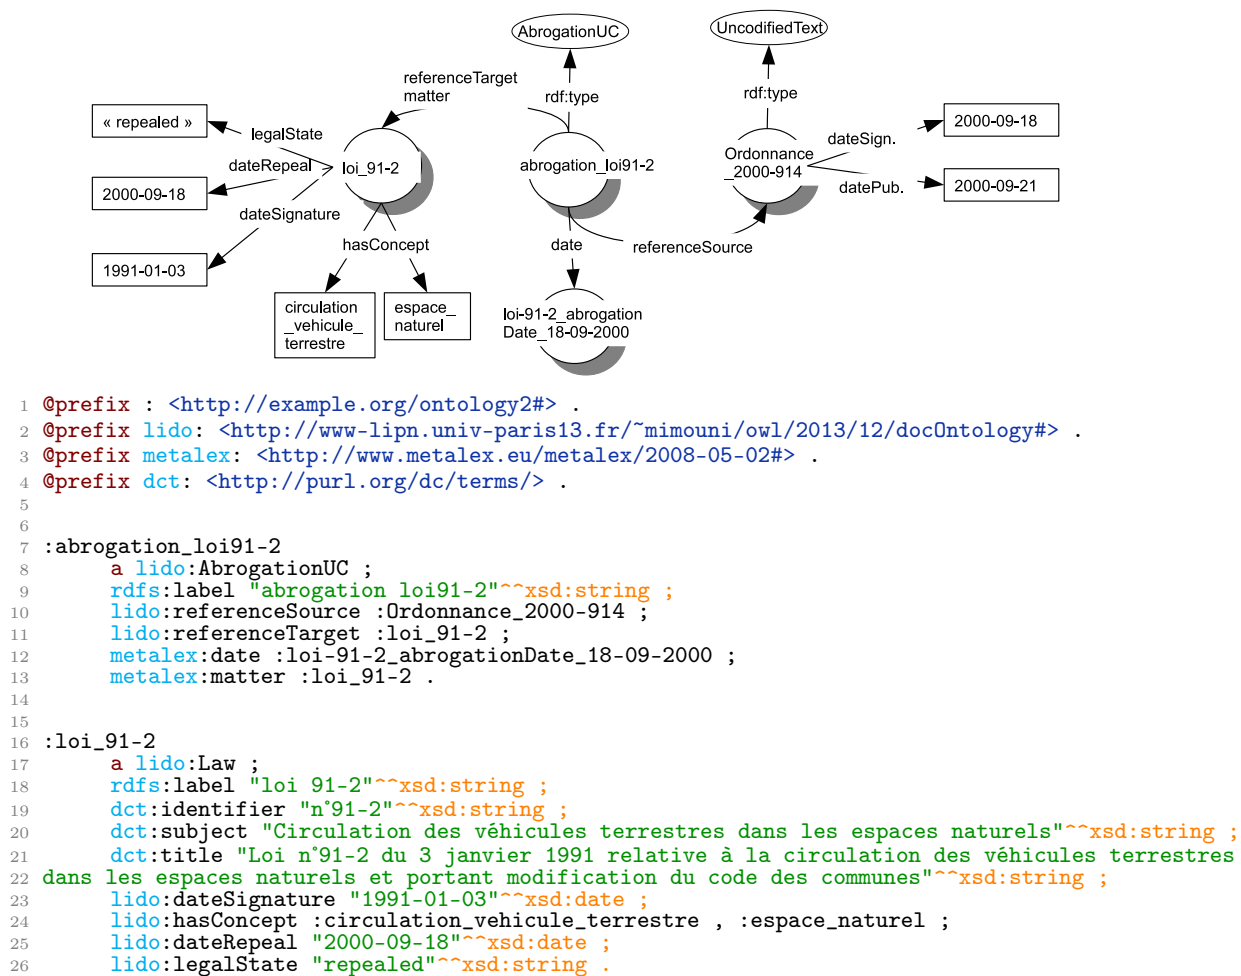 AbrogationUC
UncodifiedText
referenceTarget
matter
rdf:type
rdf:type
« repealed »
legalState
2000-09-18
dateSign.
dateRepeal
loi_91-2
abrogation_loi91-2
Ordonnance
_2000-914
2000-09-18
datePub.
2000-09-21
dateSignature
hasConcept
date
referenceSource
1991-01-03
circulation
_vehicule_
terrestre
espace_
naturel
loi-91-2_abrogation
Date_18-09-2000
1 @prefix : <http://example.org/ontology2#> .
2 @prefix lido: <http://www-lipn.univ-paris13.fr/~mimouni/owl/2013/12/docOntology#> .
3 @prefix metalex: <http://www.metalex.eu/metalex/2008-05-02#> .
4 @prefix dct: <http://purl.org/dc/terms/> .
5
6
7 :abrogation_loi91-2
8 a lido:AbrogationUC ;
9 rdfs:label "abrogation loi91-2"^^xsd:string ;
10 lido:referenceSource :Ordonnance_2000-914 ;
11 lido:referenceTarget :loi_91-2 ;
12 metalex:date :loi-91-2_abrogationDate_18-09-2000 ;
13 metalex:matter :loi_91-2 .
14
15
16 :loi_91-2
17 a lido:Law ;
18 rdfs:label "loi 91-2"^^xsd:string ;
19 dct:identifier "n°91-2"^^xsd:string ;
20 dct:subject "Circulation des véhicules terrestres dans les espaces naturels"^^xsd:string ;
21 dct:title "Loi n°91-2 du 3 janvier 1991 relative à la circulation des véhicules terrestres
22 dans les espaces naturels et portant modification du code des communes"^^xsd:string ;
23 lido:dateSignature "1991-01-03"^^xsd:date ;
24 lido:hasConcept :circulation_vehicule_terrestre , :espace_naturel ;
25 lido:dateRepeal "2000-09-18"^^xsd:date ;
26 lido:legalState "repealed"^^xsd:string .